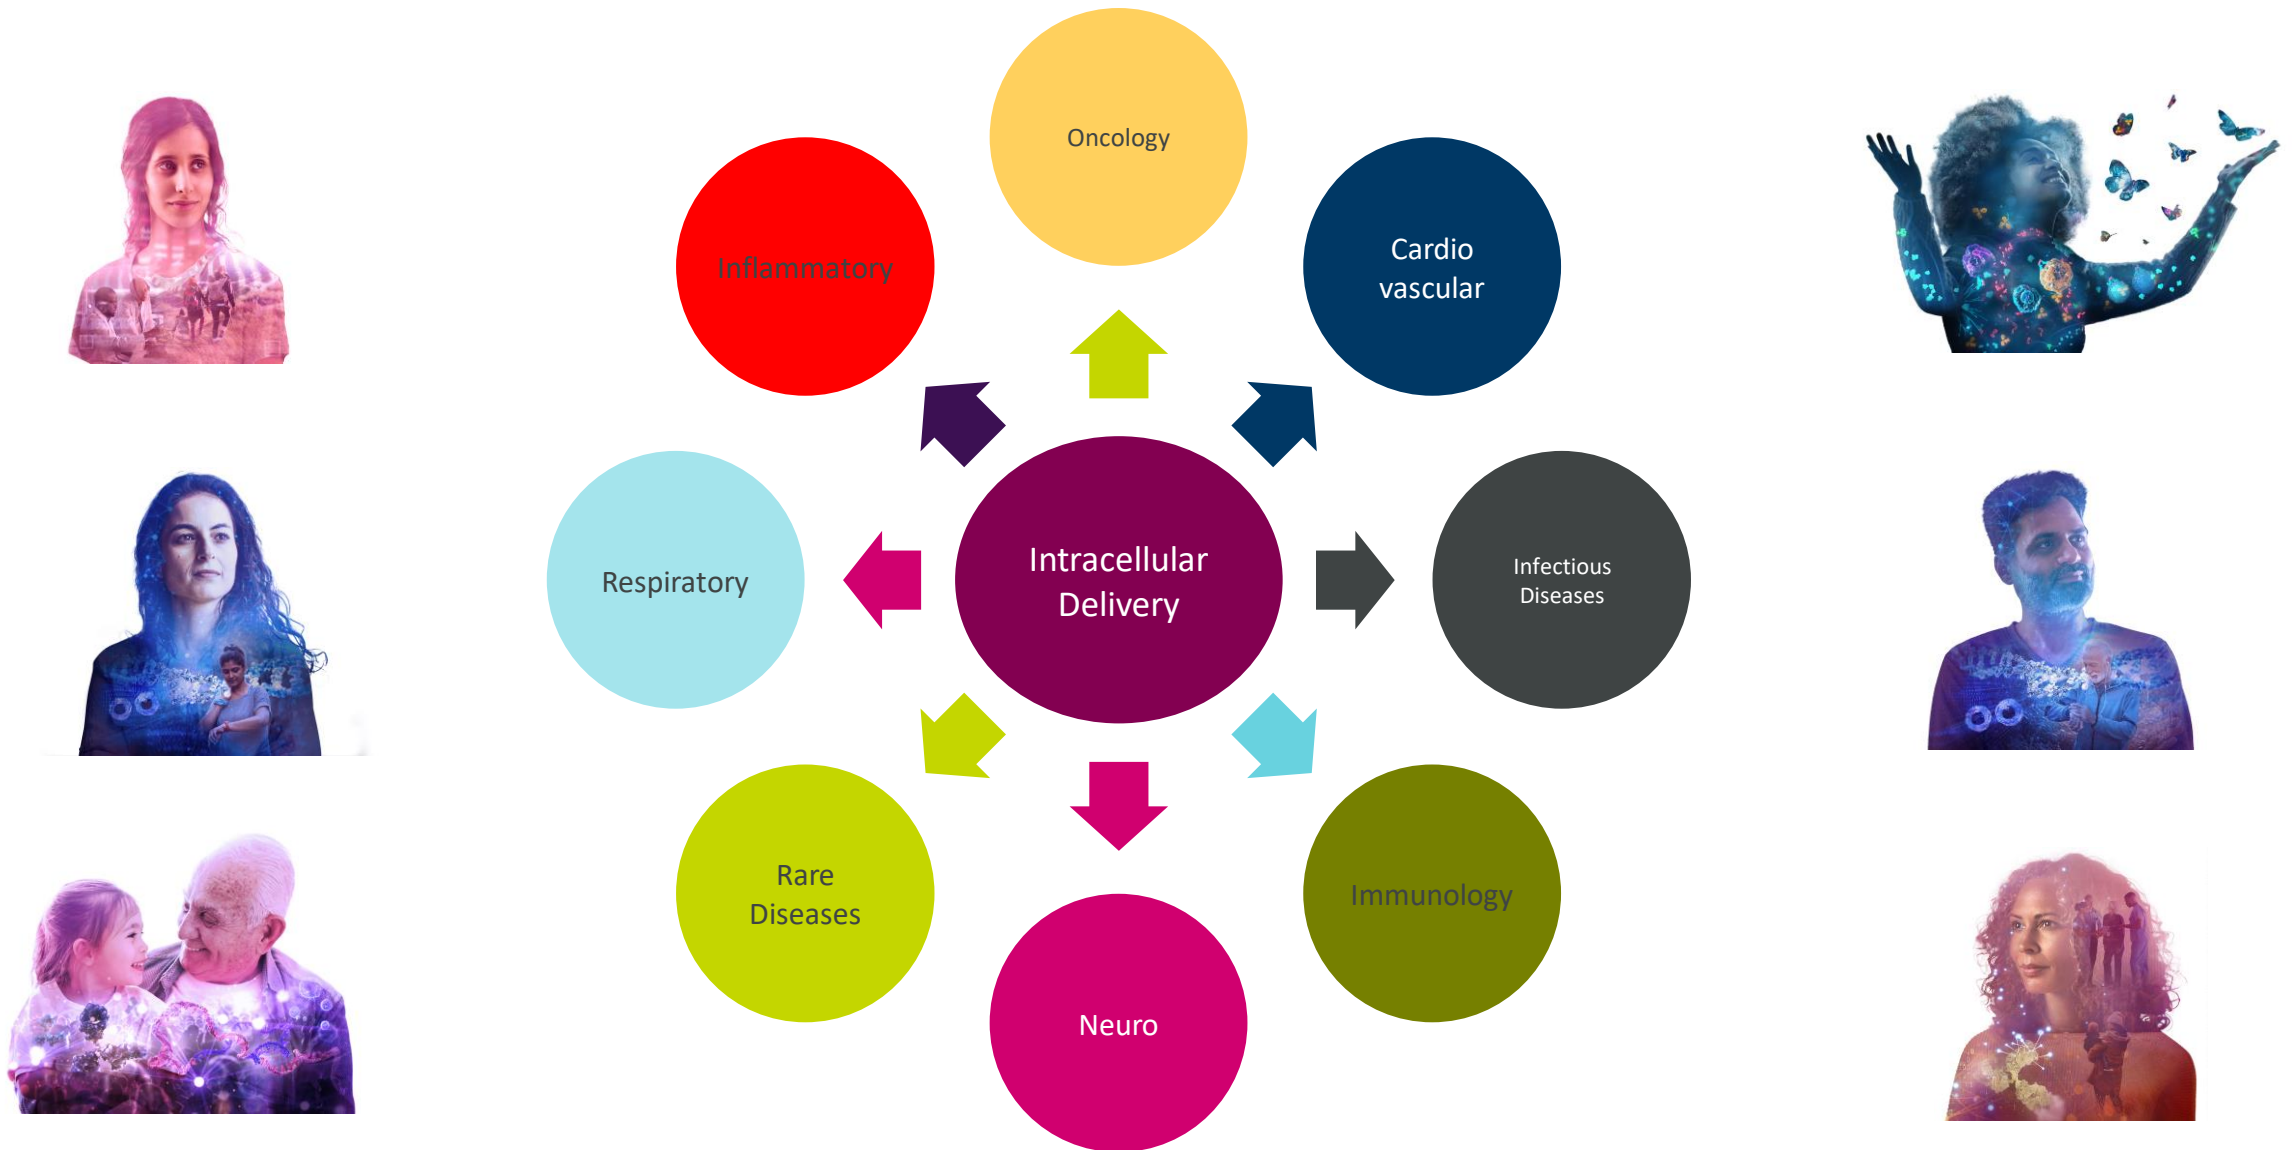 Oncology
Cardio
vascular
Inflammatory
Intracellular
Delivery
Infectious
Diseases
Respiratory
Rare
Diseases
Immunology
Neuro